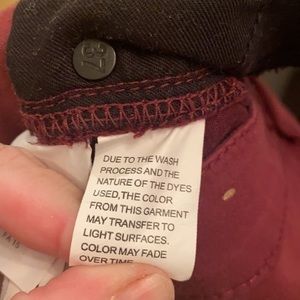 DUE TO THE WASH
PROCESS AND THE
NATURE OF THE DYES
USED,THE COLOR
FROM THIS GARMENT
MAY TRANSFER TO
LIGHT SURFACES.
COLOR MAY FADE
OVER TIME